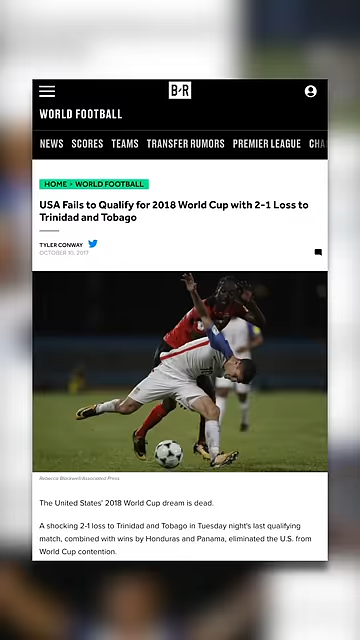 B/R
WORLD FOOTBALL
NEWS SCORES TEAMS TRANSFER RUMORS PREMIER LEAGUE CHA
HOME • WORLD FOOTBALL
USA Fails to Qualify for 2018 World Cup with 2-1 Loss to
Trinidad and Tobago
TYLER CONWAY
OCTOBER 10, 2017
Rebecca Blackwell/Associated Press
The United States' 2018 World Cup dream is dead.
A shocking 2-1 loss to Trinidad and Tobago in Tuesday night's last qualifying
match, combined with wins by Honduras and Panama, eliminated the U.S. from
World Cup contention.